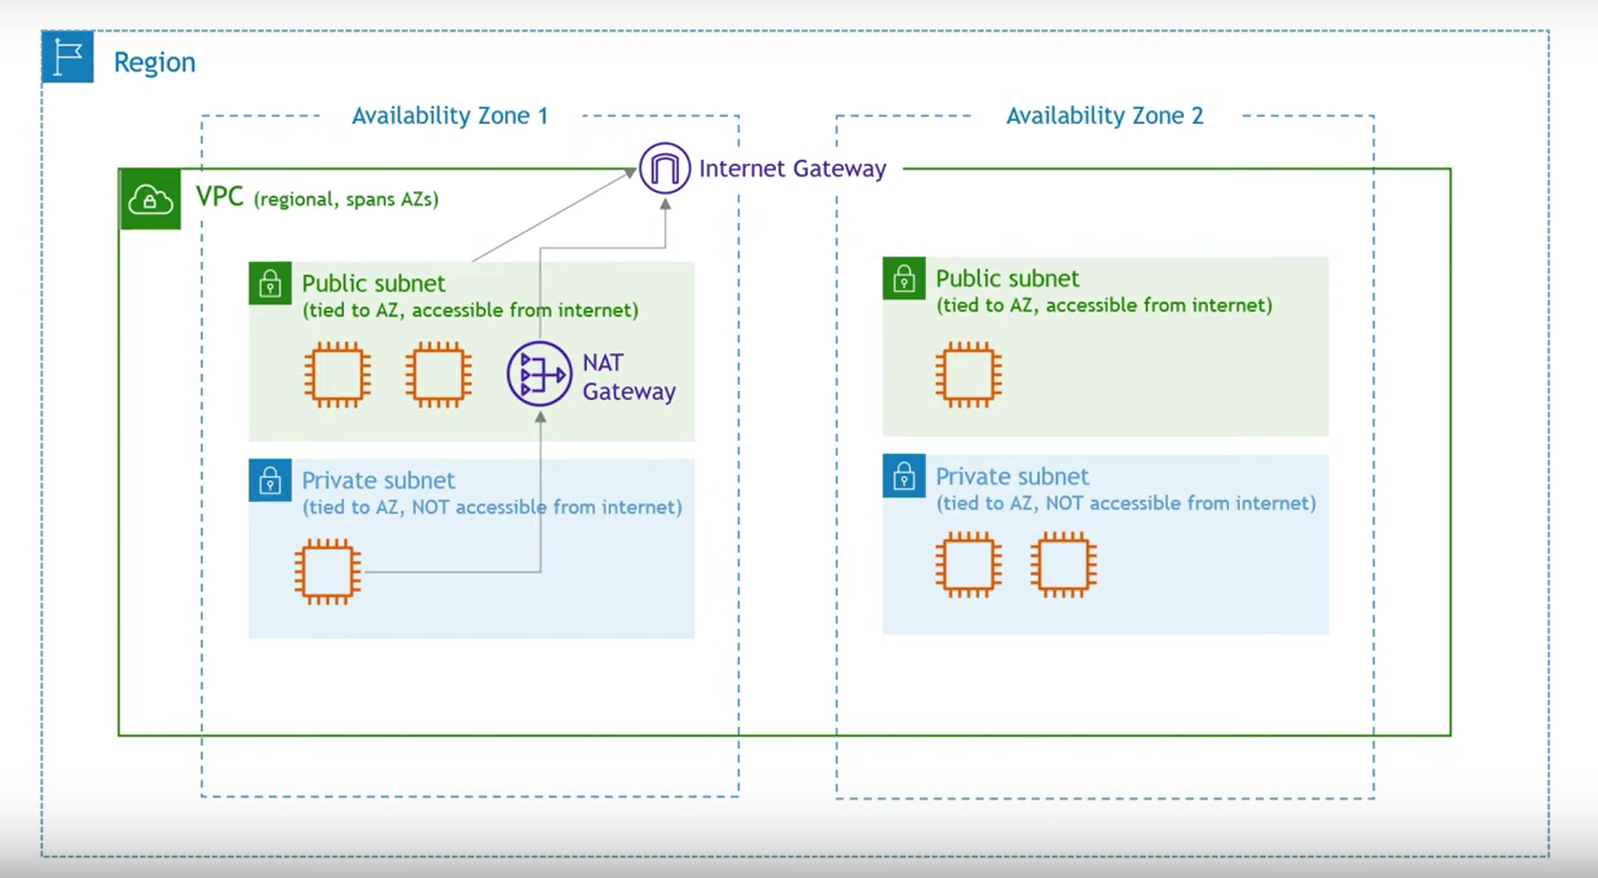 Region
Availability Zone 1
Availability Zone 2
Internet Gateway
VPC (regional, spans AZs)
Public subnet
(tied to AZ, accessible from internet)
NAT
Gateway
Private subnet
(tied to AZ, NOT accessible from internet)
Public subnet
(tied to AZ, accessible from internet)
Private subnet
(tied to AZ, NOT accessible from internet)